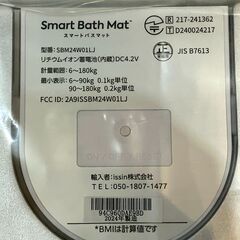 Smart Bath Mat™
スマートバスマット
型番: SBM24W01LJ
リチウムイオン蓄電池(内蔵)DC4.2V
計量範囲: 6～180kg
最小表示: 6～90kg 0.1kg単位
90～180kg 0.2kg単位
FCC ID: 2A9ISSBM24W01LJ
R 217-241362
T D240024217
正
JIS B7613
輸入者:issin株式会社
TEL: 050-1807-1477
94C960DAE98D
2024年製造
*BMIは計算値です